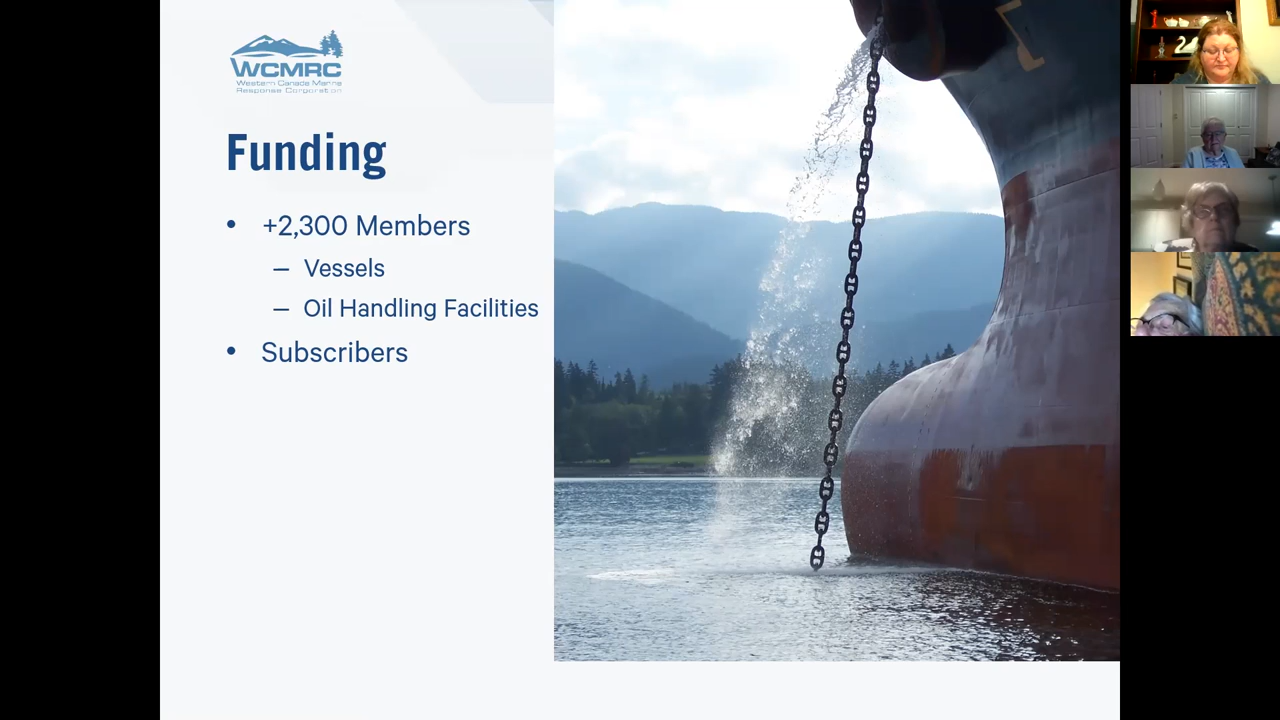 WCMRC
Western Canada Marine
Response Corporation
Funding
• +2,300 Members
– Vessels
– Oil Handling Facilities
• Subscribers